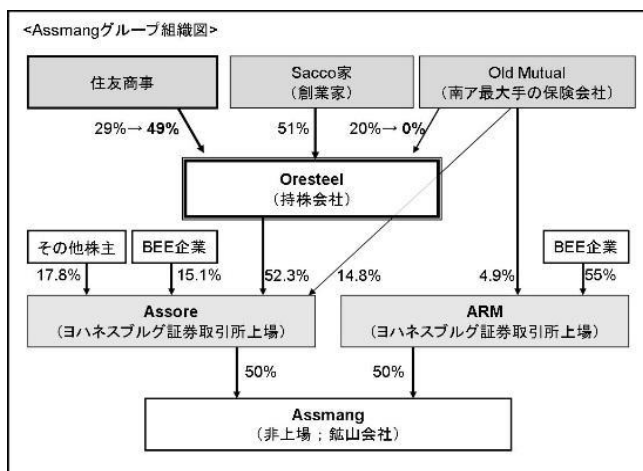 <Assmangグループ組織図>
住友商事
Sacco家
(創業家)
Old Mutual
(南ア最大手の保険会社)
29%→ 49%
51%
20%→ 0%
Oresteel
(持株会社)
その他株主
BEE企業
BEE企業
17.8%
15.1%
52.3%
14.8%
4.9%
55%
Assore
(ヨハネスブルグ証券取引所上場)
ARM
(ヨハネスブルグ証券取引所上場)
50%
50%
Assmang
(非上場；鉱山会社)